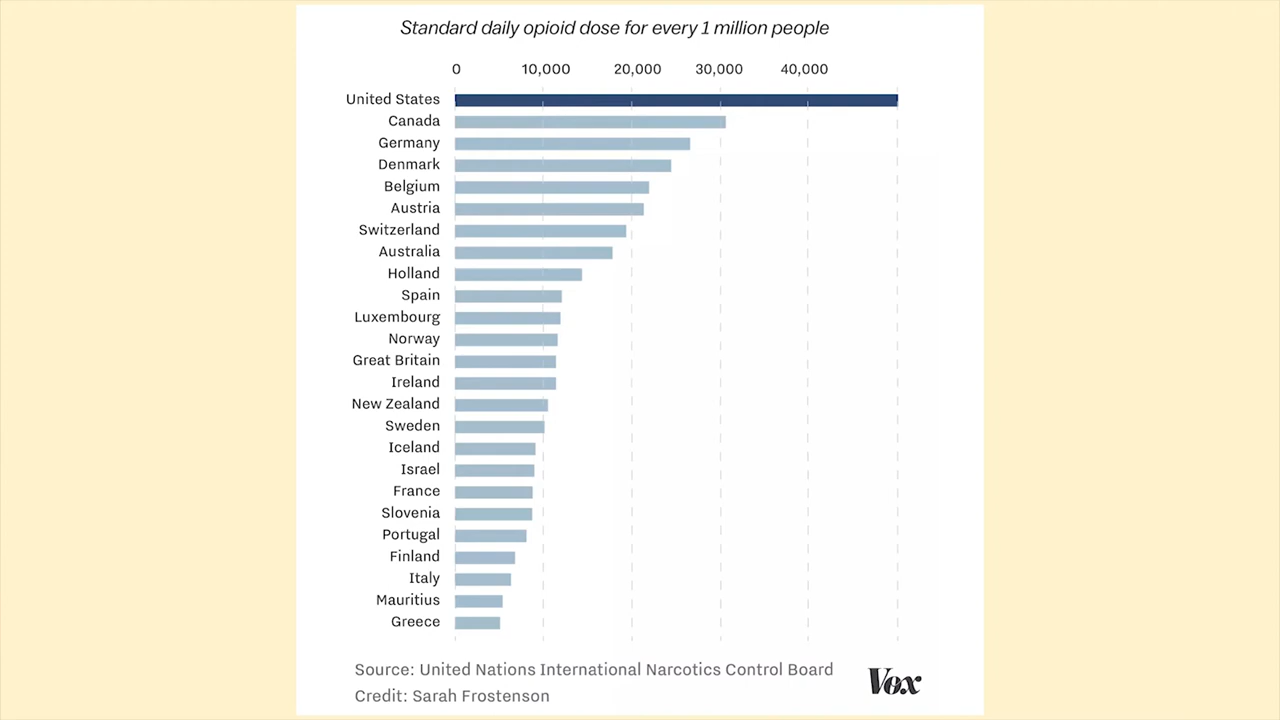 Standard daily opioid dose for every 1 million people
0 10,000 20,000 30,000 40,000
United States
Canada
Germany
Denmark
Belgium
Austria
Switzerland
Australia
Holland
Spain
Luxembourg
Norway
Great Britain
Ireland
New Zealand
Sweden
Iceland
Israel
France
Slovenia
Portugal
Finland
Italy
Mauritius
Greece
Source: United Nations International Narcotics Control Board
Credit: Sarah Frostenson
Vox